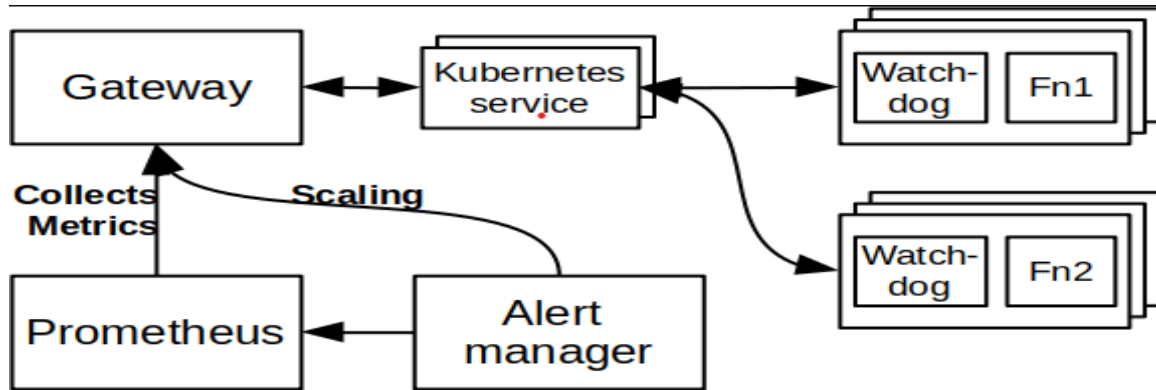 Gateway
Kubernetes
service
Watch-
dog
Fn1
Collects
Metrics
Scaling
Watch-
dog
Fn2
Prometheus
Alert
manager